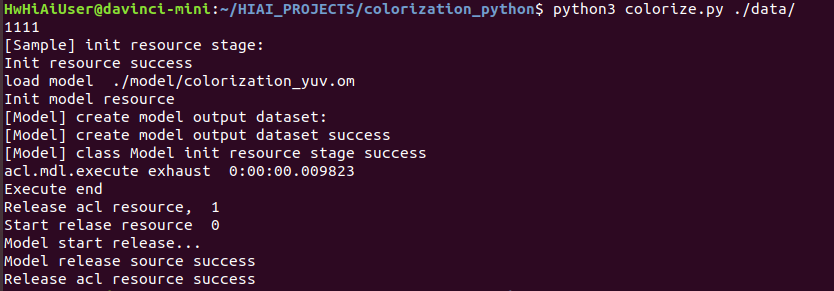 HwHiAiUser@davinci-mini:~/HIAI_PROJECTS/colorization_python$ python3 colorize.py ./data/
1111
[Sample] init resource stage:
Init resource success
load model  ./model/colorization_yuv.om
Init model resource
[Model] create model output dataset:
[Model] create model output dataset success
[Model] class Model init resource stage success
acl.mdl.execute exhaust  0:00:00.009823
Execute end
Release acl resource,  1
Start relase resource  0
Model start release...
Model release source success
Release acl resource success